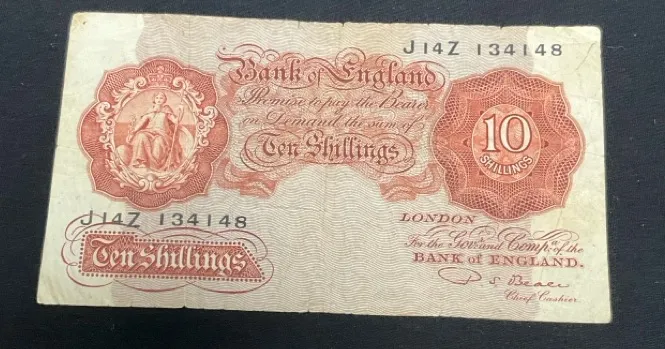 J14Z 134148
Bank of England
Promise to pay the Bearer
on Demand the sum of
Ten Shillings
10
SHILLINGS
J14Z 134148
Ten Shillings
LONDON
For the Govr. and Compa. of the
BANK of ENGLAND.
P. S. Beale
Chief Cashier